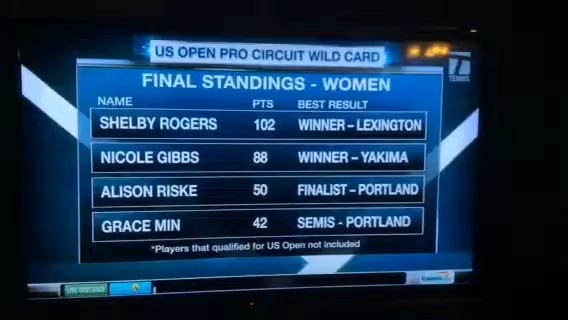 US OPEN PRO CIRCUIT WILD CARD
FINAL STANDINGS - WOMEN
NAME PTS BEST RESULT
SHELBY ROGERS 102 WINNER – LEXINGTON
NICOLE GIBBS 88 WINNER – YAKIMA
ALISON RISKE 50 FINALIST – PORTLAND
GRACE MIN 42 SEMIS - PORTLAND
*Players that qualified for US Open not included
TENNIS